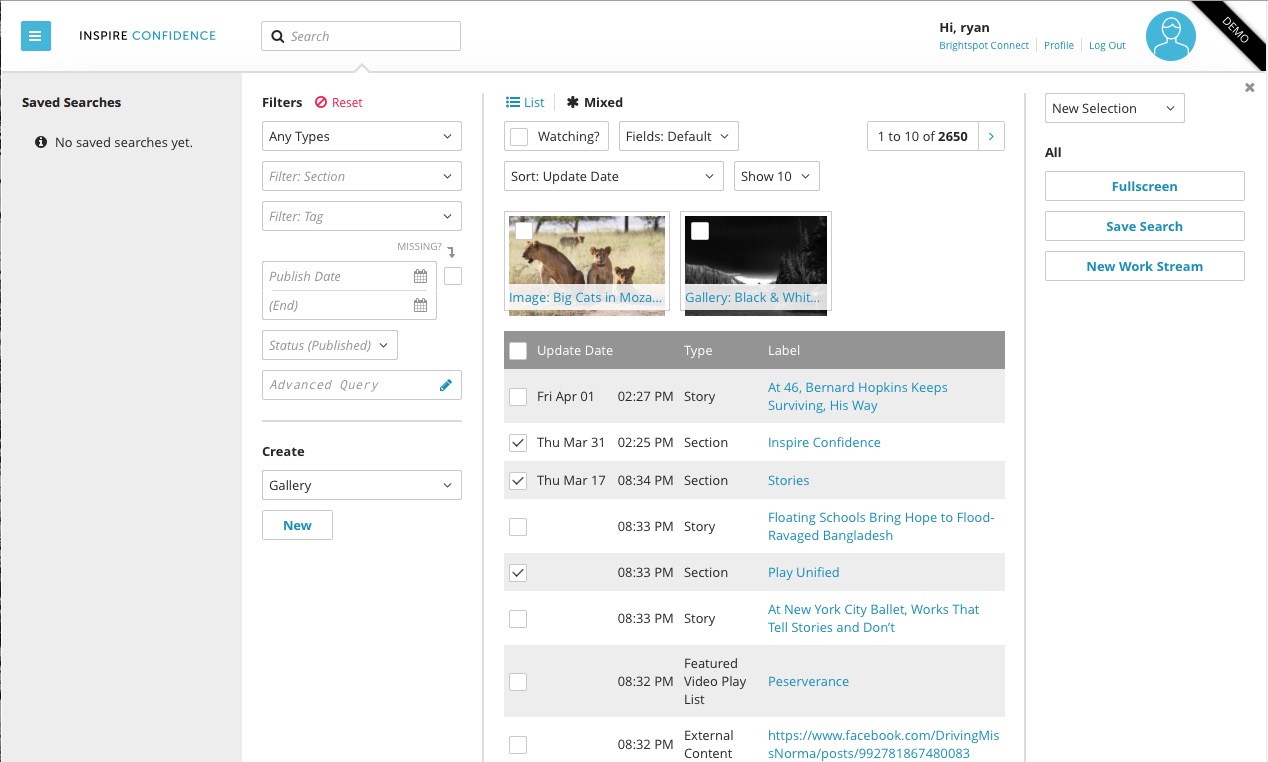 INSPIRE CONFIDENCE
Search
Hi, ryan
Brightspot Connect
Profile
Log Out
DEMO
Saved Searches
No saved searches yet.
Filters
Reset
Any Types
Filter: Section
Filter: Tag
MISSING?
Publish Date
(End)
Status (Published)
Advanced Query
Create
Gallery
New
List
Mixed
Watching?
Fields: Default
1 to 10 of 2650
Sort: Update Date
Show 10
Image: Big Cats in Moza...
Gallery: Black & Whit...
Update Date Type Label
Fri Apr 01 02:27 PM Story At 46, Bernard Hopkins Keeps
Surviving, His Way
Thu Mar 31 02:25 PM Section Inspire Confidence
Thu Mar 17 08:34 PM Section Stories
08:33 PM Story Floating Schools Bring Hope to Flood-
Ravaged Bangladesh
08:33 PM Section Play Unified
08:33 PM Story At New York City Ballet, Works That
Tell Stories and Don’t
Featured
08:32 PM Video Play Peserverance
List
08:32 PM External https://www.facebook.com/DrivingMis
Content sNorma/posts/992781867480083
New Selection
All
Fullscreen
Save Search
New Work Stream